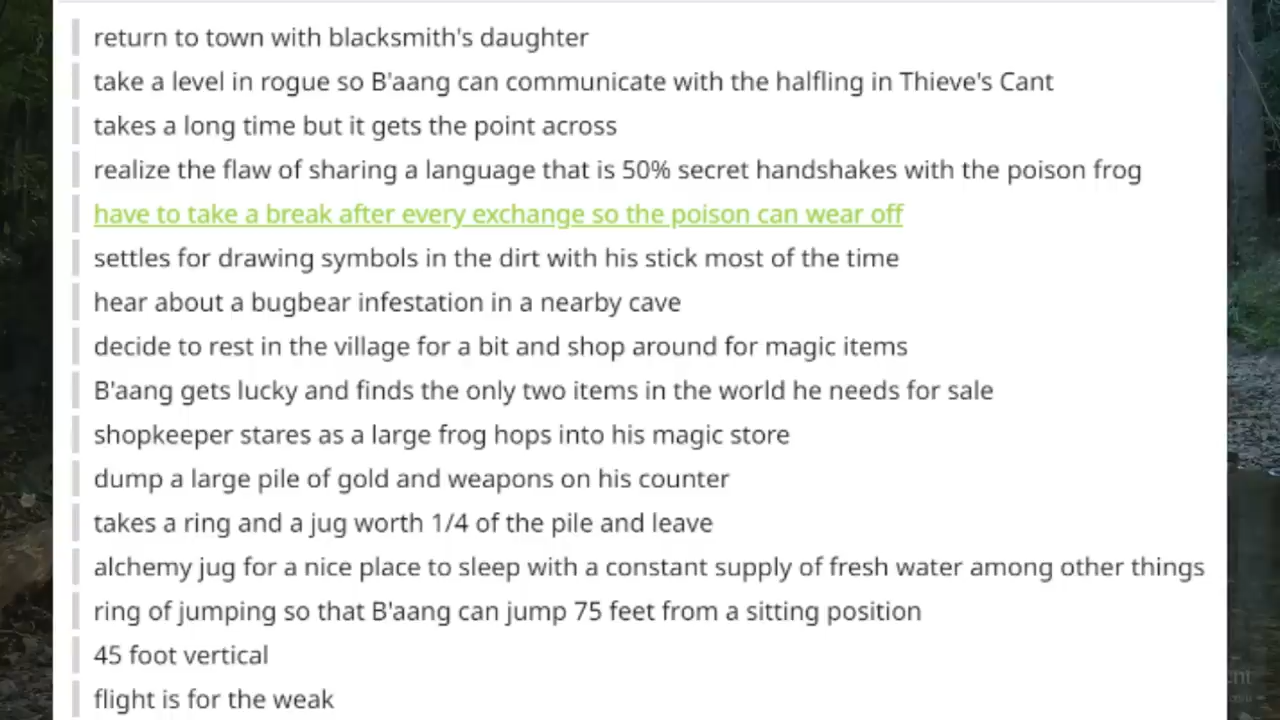 return to town with blacksmith's daughter
take a level in rogue so B'aang can communicate with the halfling in Thieve's Cant
takes a long time but it gets the point across
realize the flaw of sharing a language that is 50% secret handshakes with the poison frog
have to take a break after every exchange so the poison can wear off
settles for drawing symbols in the dirt with his stick most of the time
hear about a bugbear infestation in a nearby cave
decide to rest in the village for a bit and shop around for magic items
B'aang gets lucky and finds the only two items in the world he needs for sale
shopkeeper stares as a large frog hops into his magic store
dump a large pile of gold and weapons on his counter
takes a ring and a jug worth 1/4 of the pile and leave
alchemy jug for a nice place to sleep with a constant supply of fresh water among other things
ring of jumping so that B'aang can jump 75 feet from a sitting position
45 foot vertical
flight is for the weak